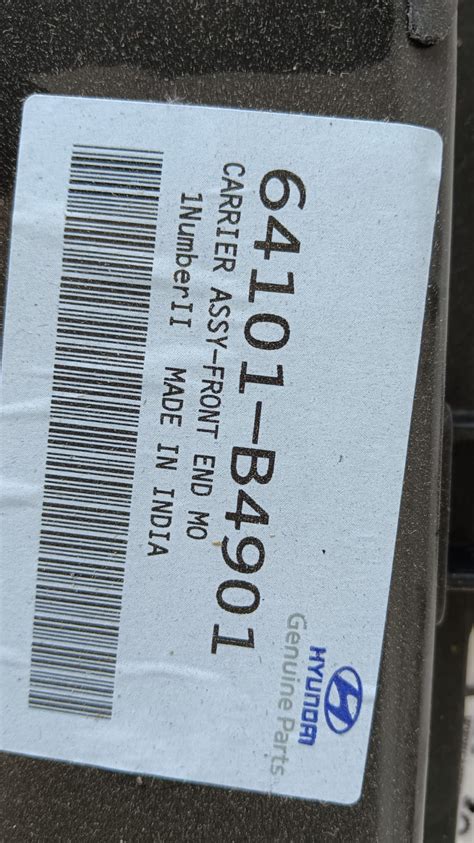 64101-B4901
CARRIER ASSY-FRONT END MO
1NumberII MADE IN INDIA
HYUNDAI
Genuine Parts